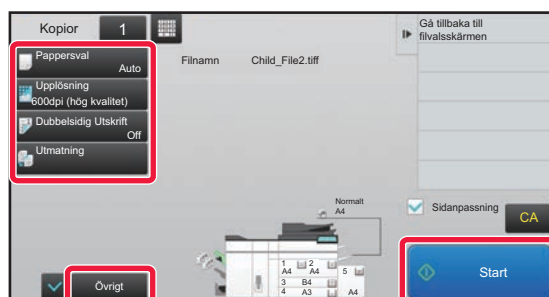 Kopior 1
Gå tillbaka till
filvalsskärmen
Pappersval
Auto
Filnamn Child_File2.tiff
Upplösning
600dpi (hög kvalitet)
Dubbelsidig Utskrift
Off
Utmatning
Normalt
A4
Sidanpassning
CA
1 2
A4 A4 5
3 B4
4 A3 A4
Övrigt
Start